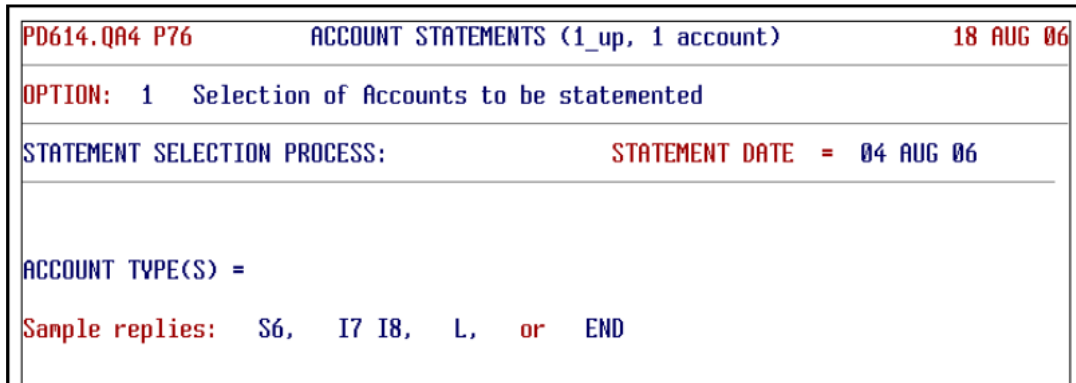 PD614.QA4 P76 ACCOUNT STATEMENTS (1_up, 1 account) 18 AUG 06
OPTION: 1 Selection of Accounts to be statemented
STATEMENT SELECTION PROCESS: STATEMENT DATE = 04 AUG 06
ACCOUNT TYPE(S) =
Sample replies: S6, I7 I8, L, or END